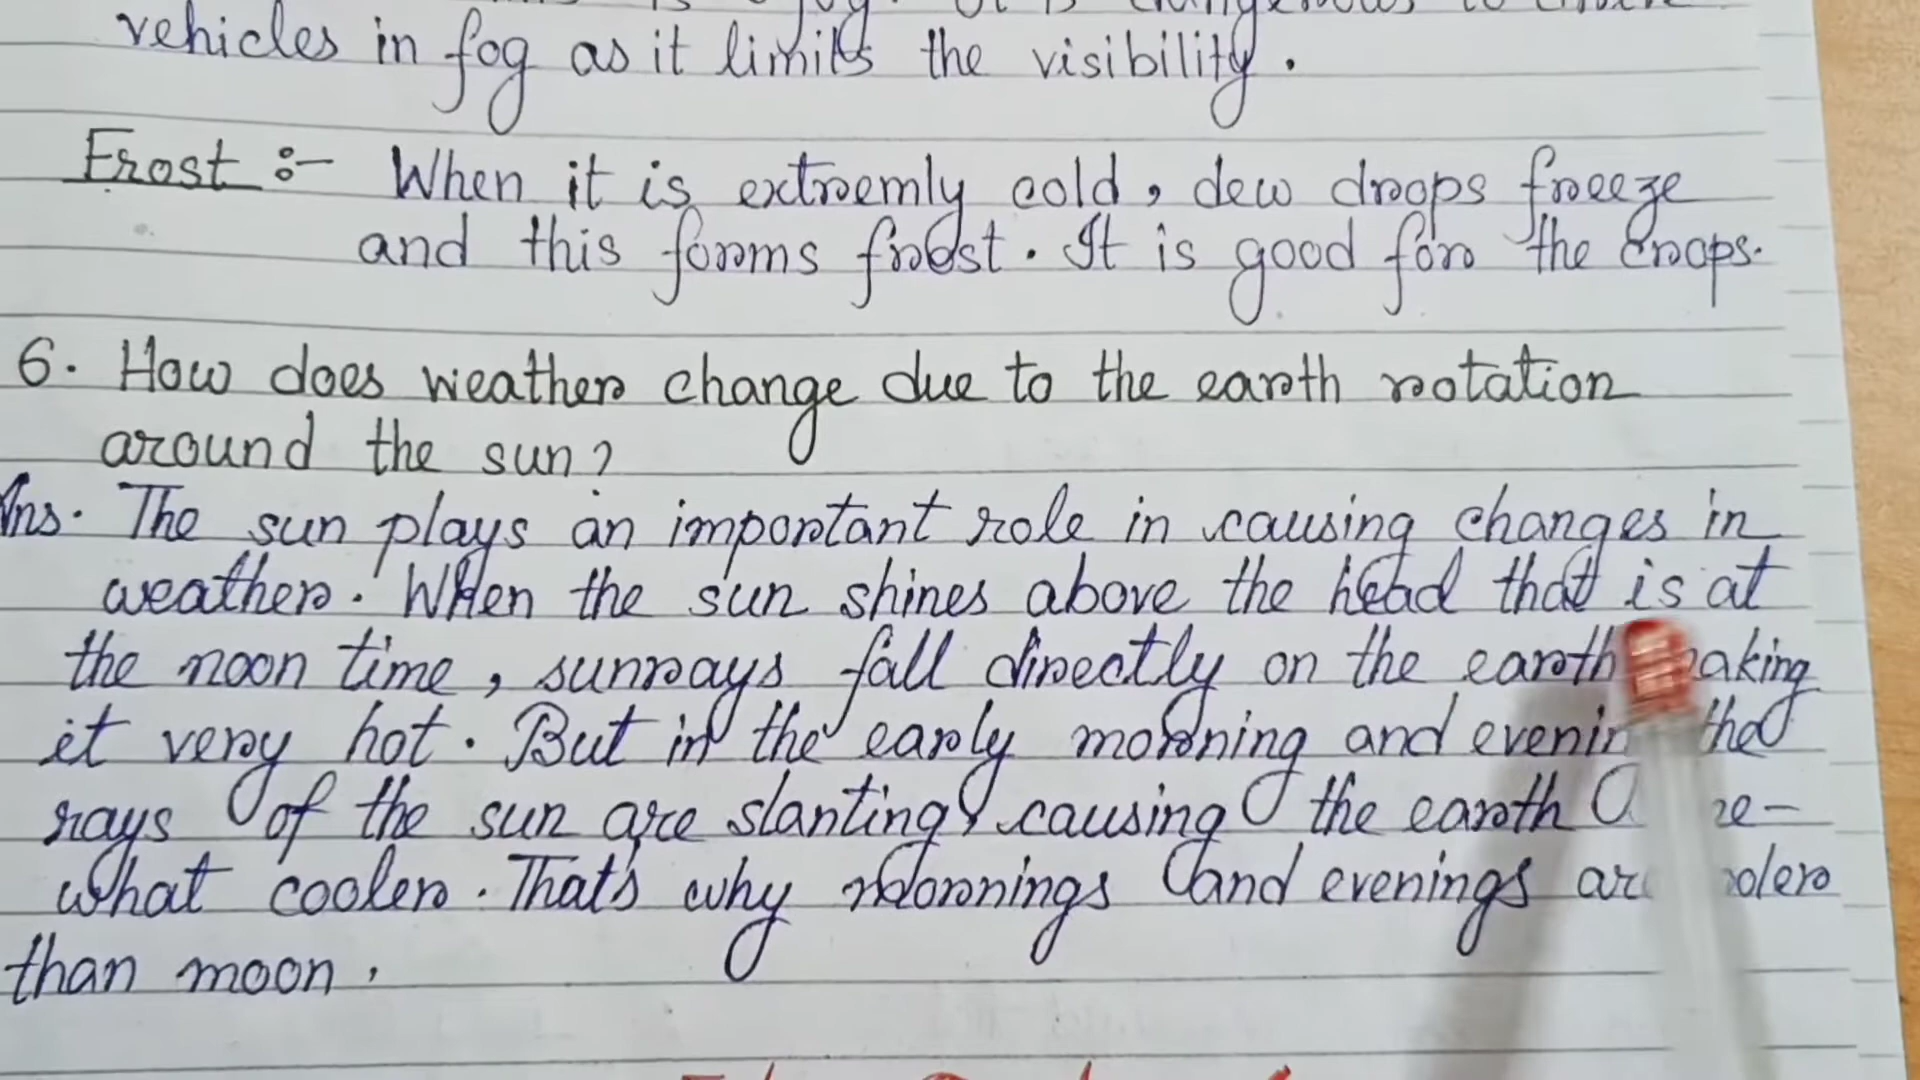 vehicles in fog as it limits the visibility.
Frost :- When it is extremly cold, dew drops freeze
and this forms frost. It is good for the crops.
6. How does weather change due to the earth rotation
around the sun?
Ans. The sun plays an important role in causing changes in
weather. When the sun shines above the head that is at
the noon time, sunrays fall directly on the earth making
it very hot. But in the early morning and evening the
rays of the sun are slanting, causing the earth
what cooler. That's why mornings and evenings are cooler
than moon.